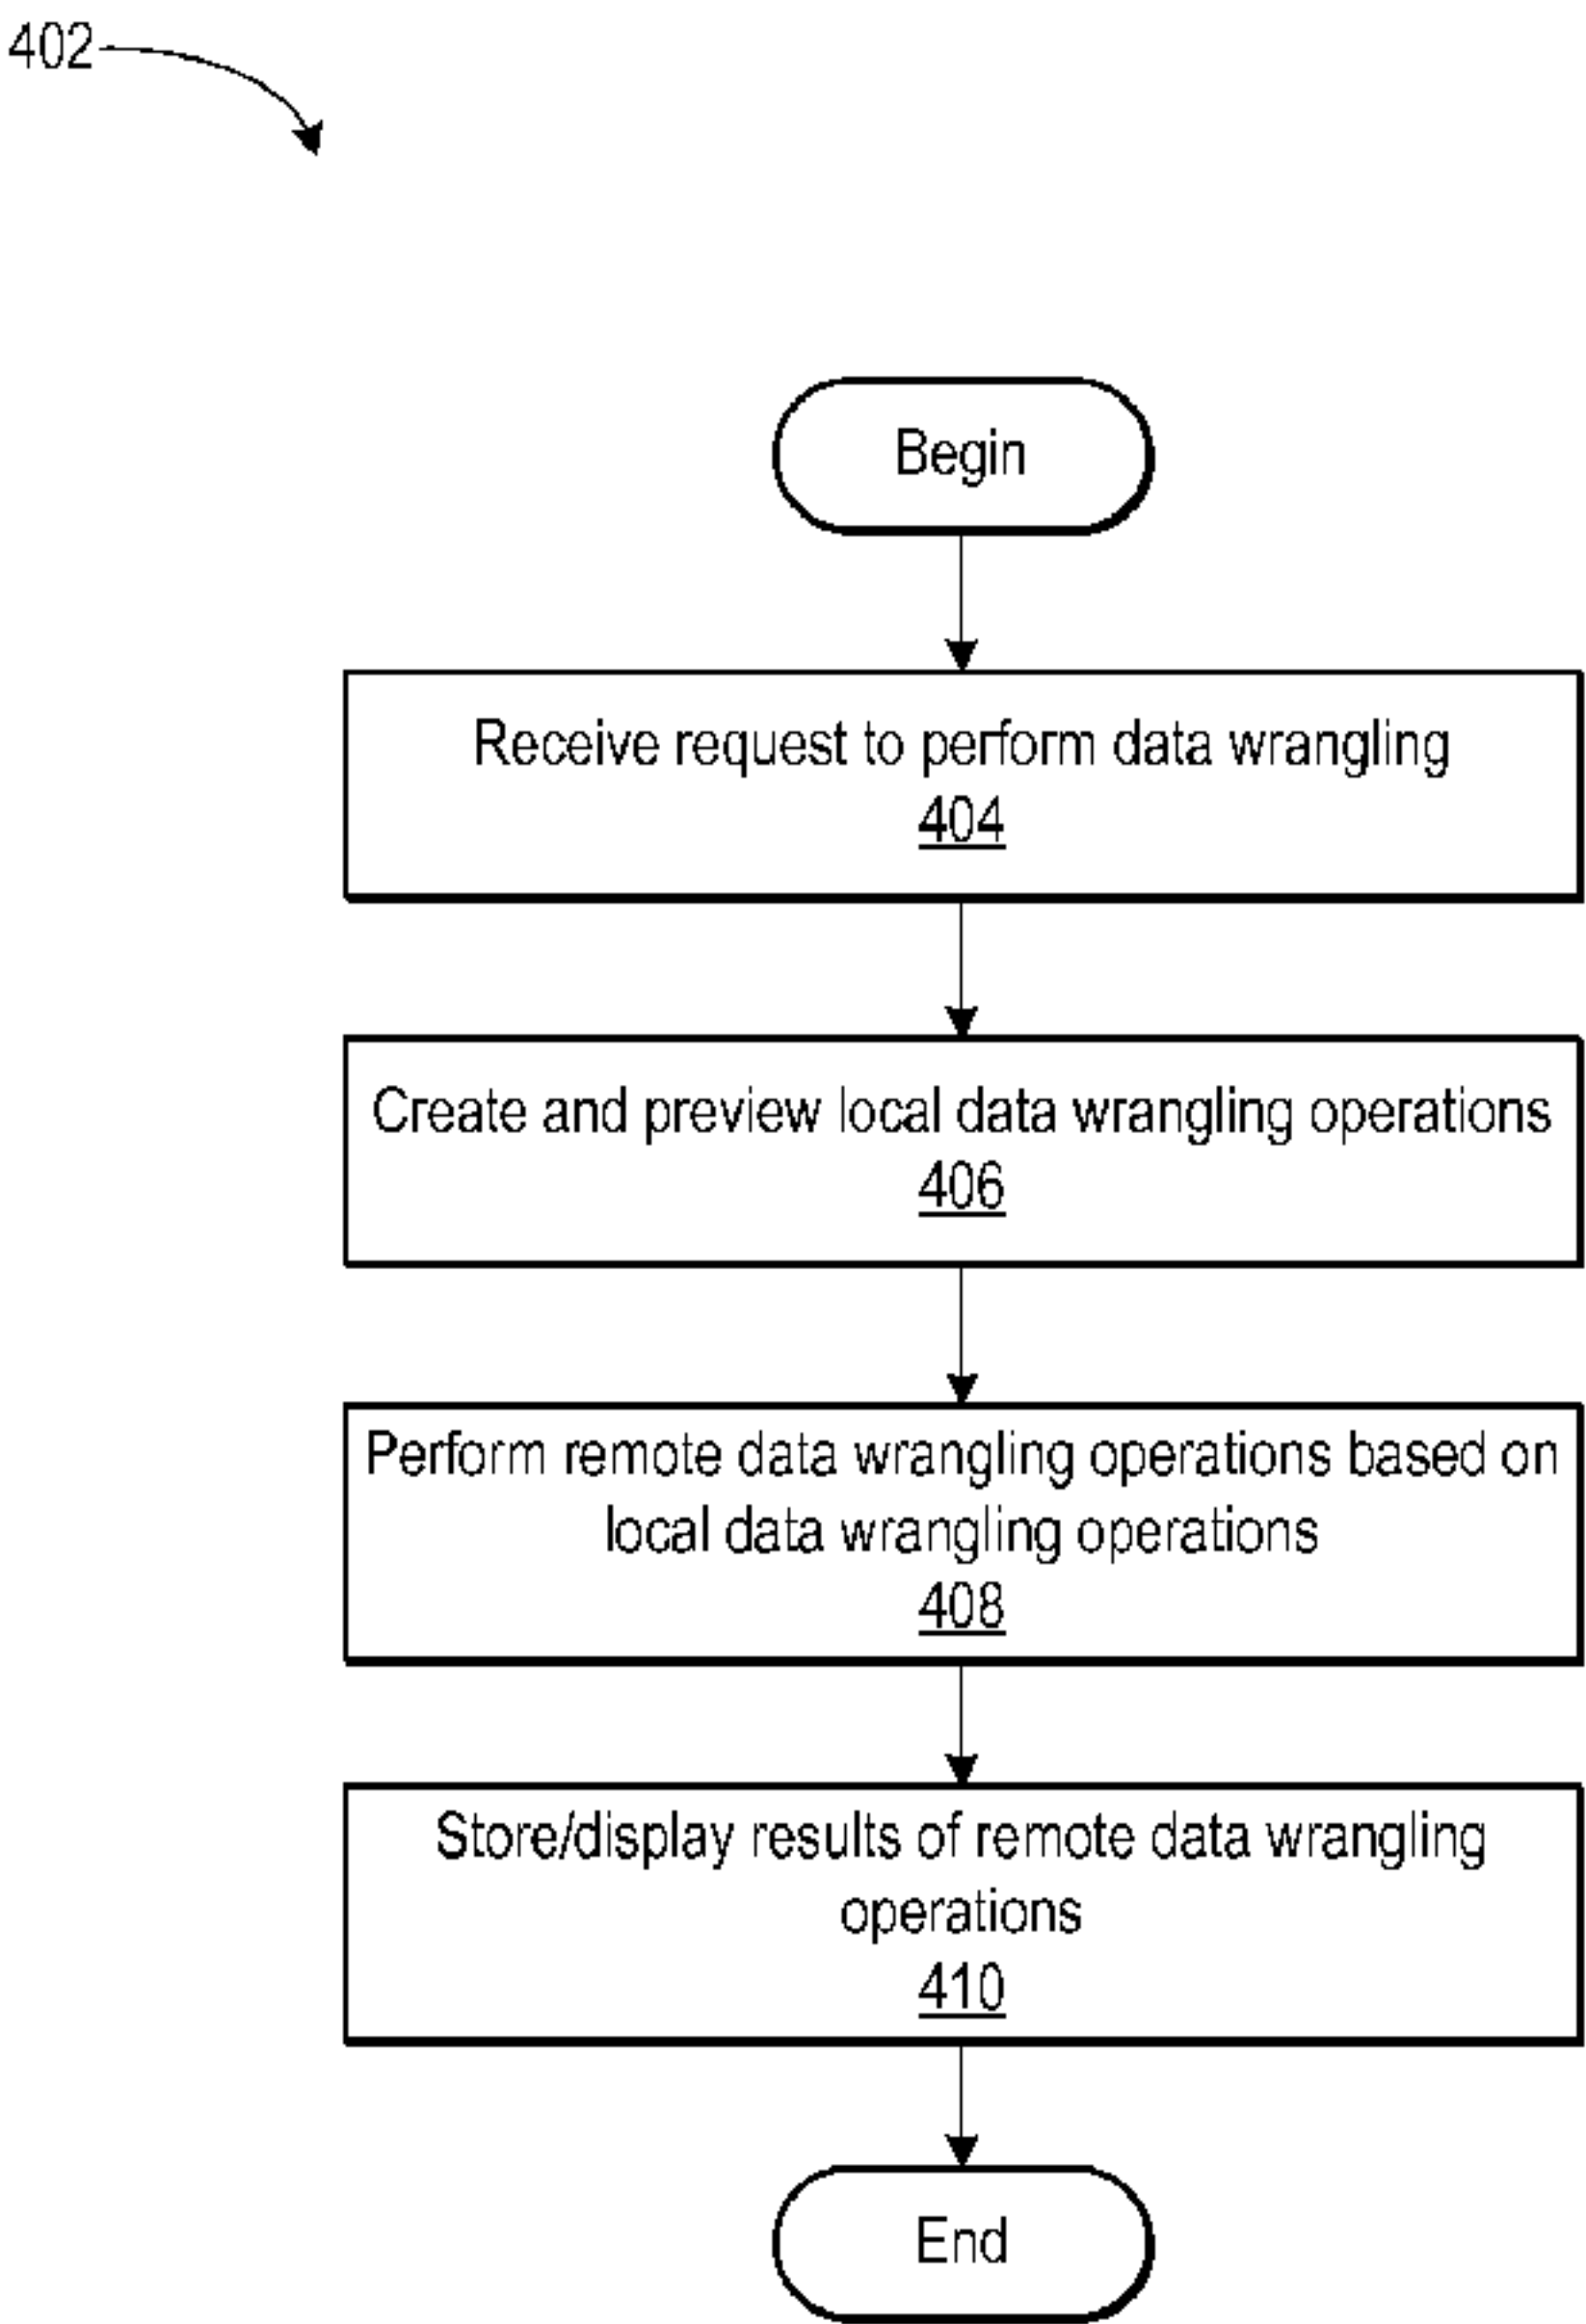 402
Begin
Receive request to perform data wrangling
404
Create and preview local data wrangling operations
406
Perform remote data wrangling operations based on
local data wrangling operations
408
Store/display results of remote data wrangling
operations
410
End